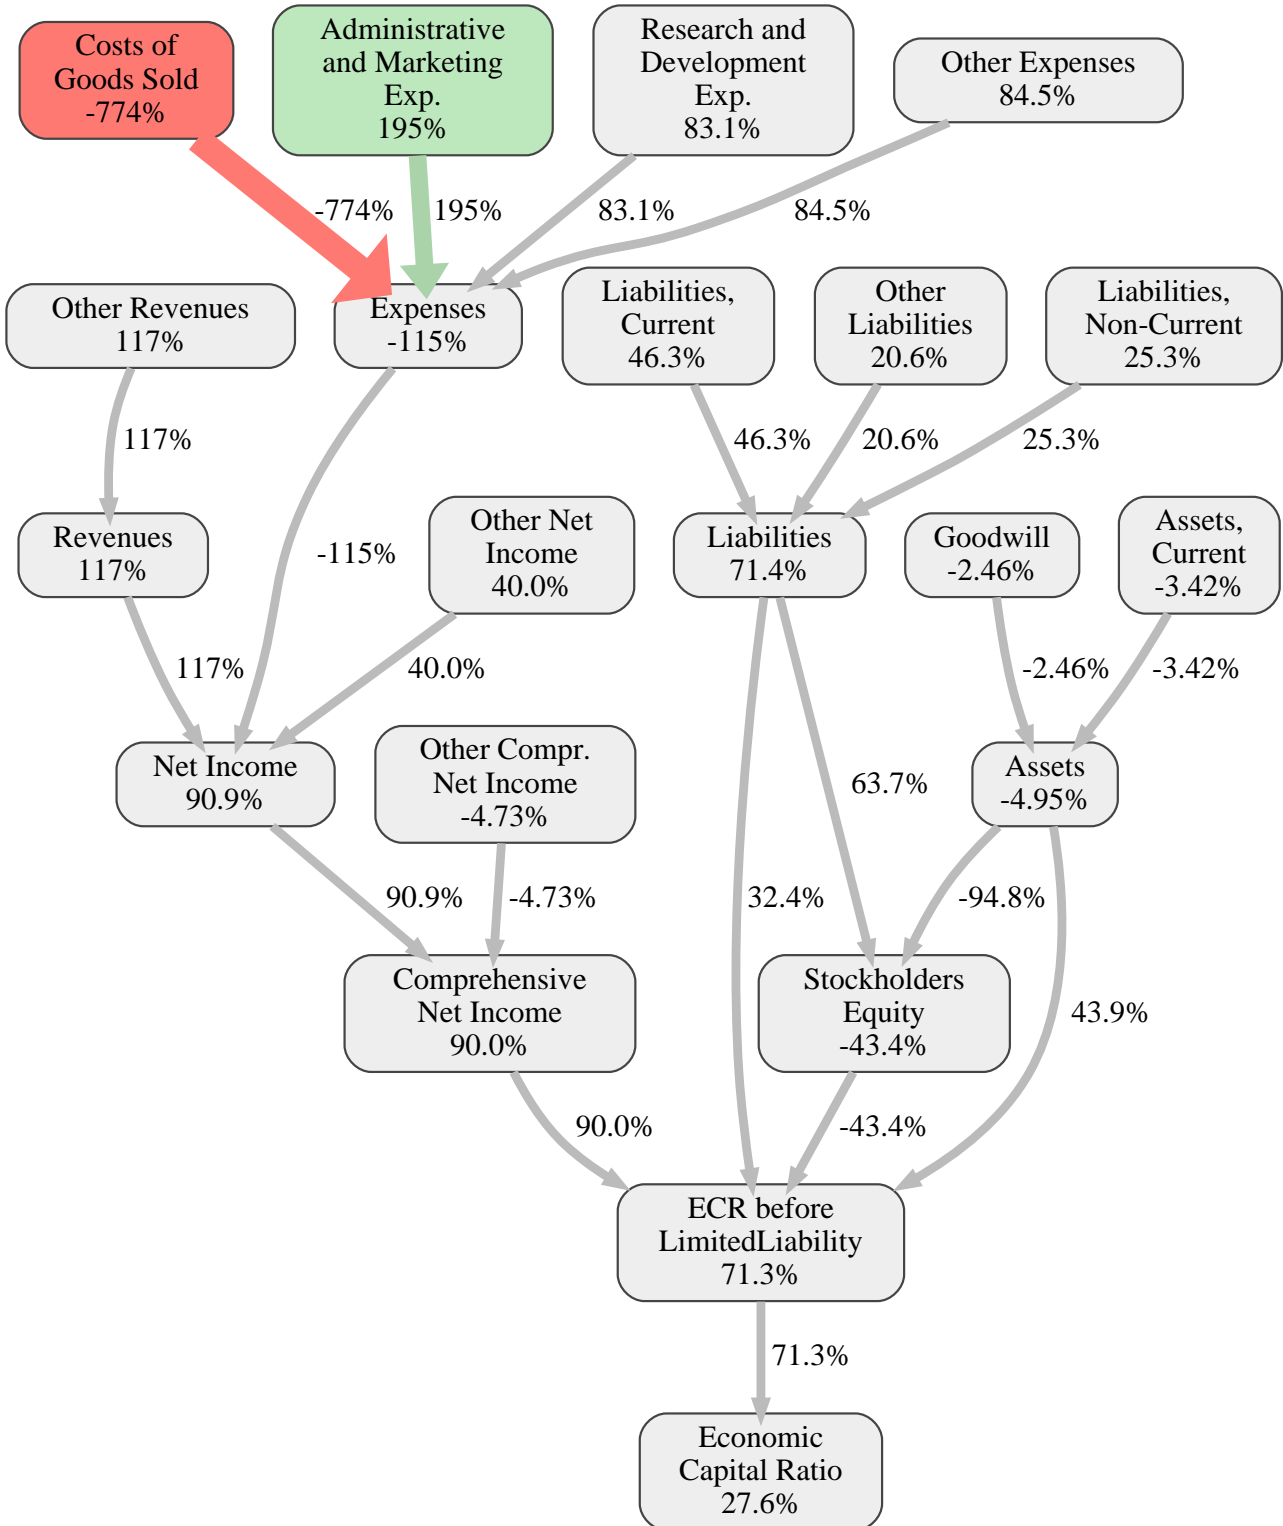 Costs of
Goods Sold
-774%
Administrative
and Marketing
Exp.
195%
Research and
Development
Exp.
83.1%
Other Expenses
84.5%
-774%
195%
83.1%
84.5%
Other Revenues
117%
Expenses
-115%
Liabilities,
Current
46.3%
Other
Liabilities
20.6%
Liabilities,
Non-Current
25.3%
117%
46.3%
20.6%
25.3%
Revenues
117%
-115%
Other Net
Income
40.0%
Liabilities
71.4%
Goodwill
-2.46%
Assets,
Current
-3.42%
117%
40.0%
-2.46%
-3.42%
Net Income
90.9%
Other Compr.
Net Income
-4.73%
63.7%
Assets
-4.95%
90.9%
-4.73%
32.4%
-94.8%
Comprehensive
Net Income
90.0%
Stockholders
Equity
-43.4%
43.9%
90.0%
-43.4%
ECR before
LimitedLiability
71.3%
71.3%
Economic
Capital Ratio
27.6%